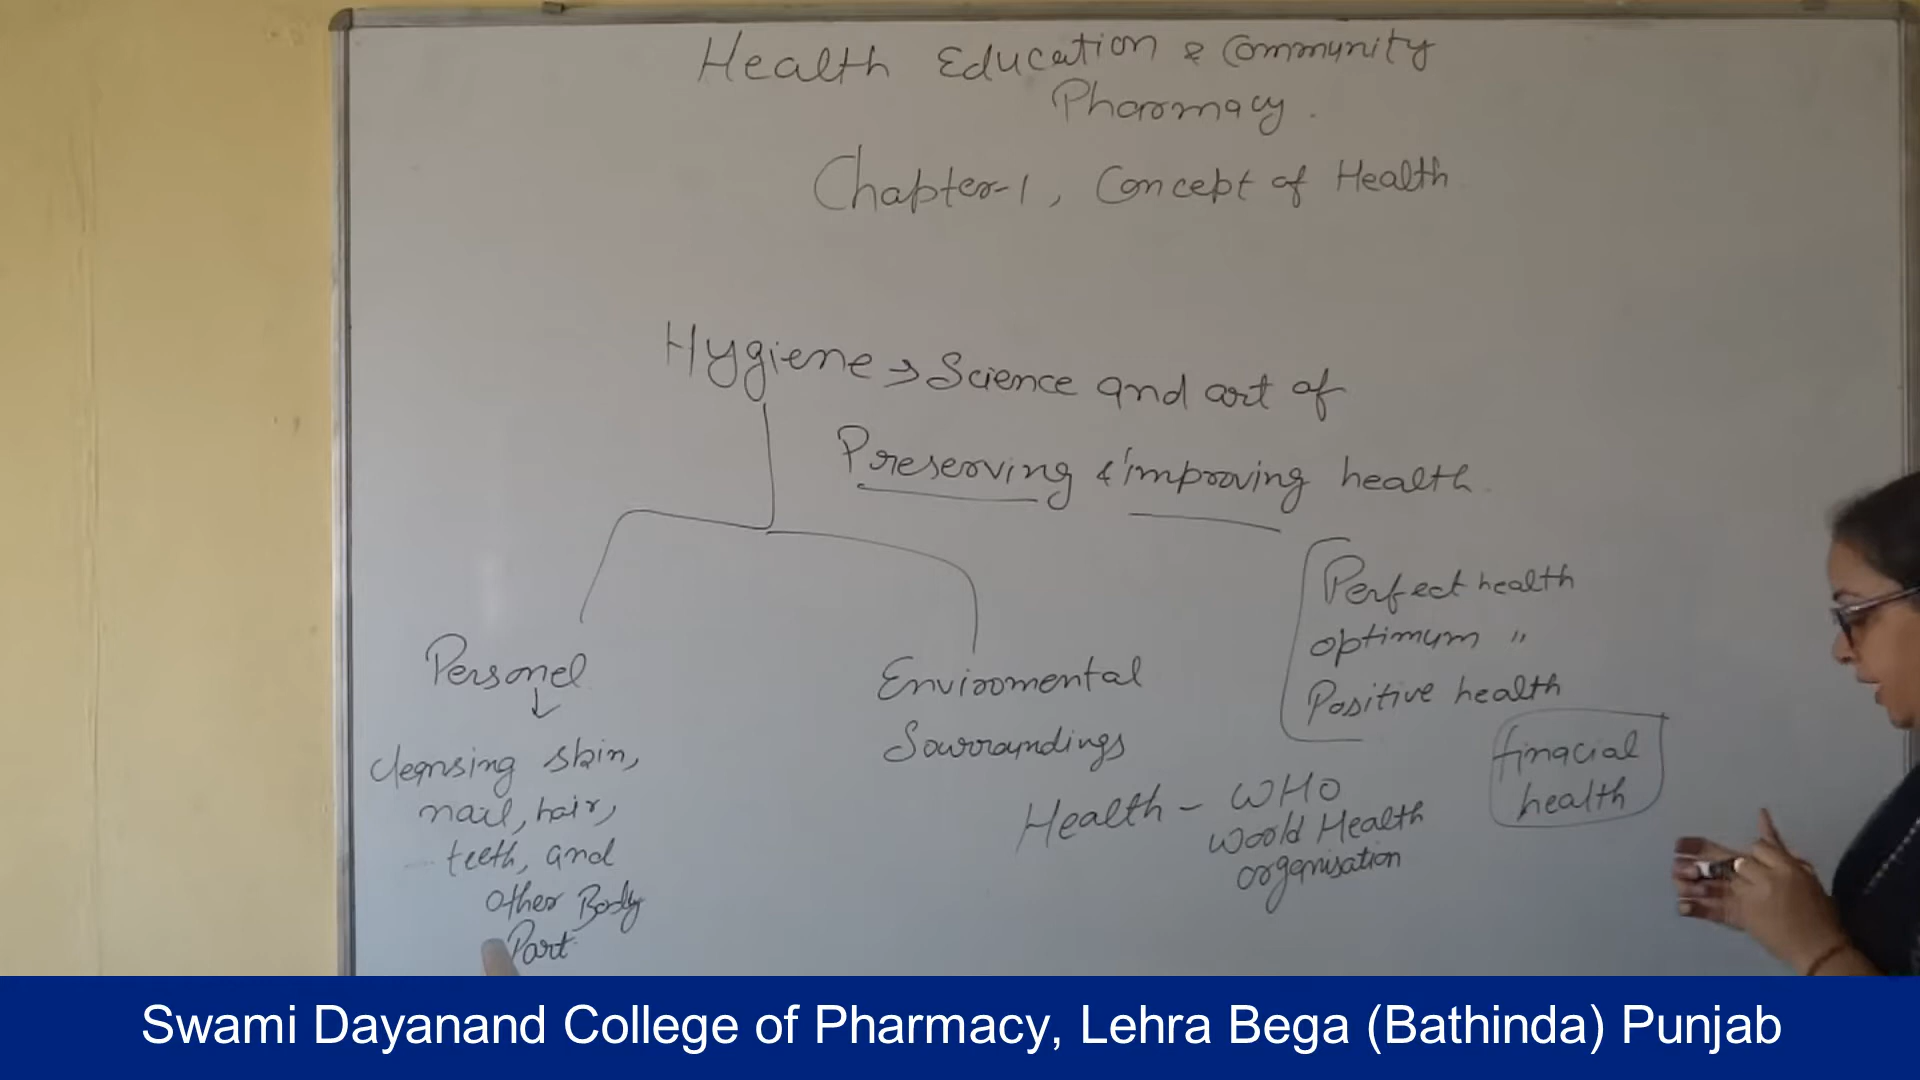 Health Education & Community
Pharmacy.
Chapter-1, Concept of Health
Hygiene → Science and art of
Preserving & improving health.
Personel
↓
cleansing skin,
nail, hair,
teeth, and
other Body
Part
Enviromental
Sourroundings
Perfect health
optimum "
Positive health
finacial
health
Health - WHO
World Health
organisation
Swami Dayanand College of Pharmacy, Lehra Bega (Bathinda) Punjab